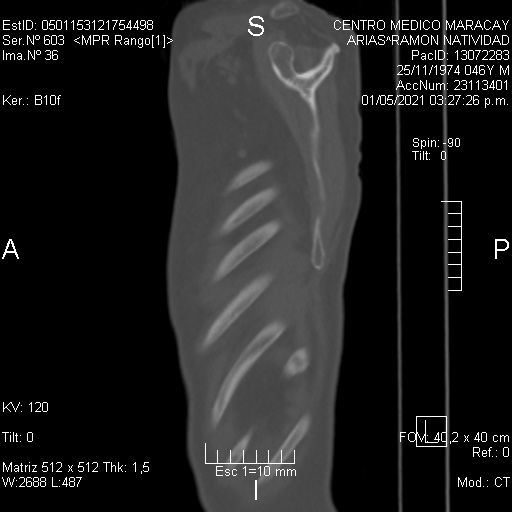 EstID: 0501153121754498
Ser.Nº 603 <MPR Rango[1]>
Ima.Nº 36
Ker.: B10f
S
CENTRO MEDICO MARACAY
ARIAS^RAMON NATIVIDAD
PacID: 13072283
25/11/1974 046Y M
AccNum: 23113401
01/05/2021 03:27:26 p.m.
Spin: -90
Tilt: 0
A
P
KV: 120
Tilt: 0
Matriz 512 x 512 Thk: 1,5
W:2688 L:487
Esc 1=10 mm
I
FOV: 40,2 x 40 cm
Ref.: 0
Mod.: CT